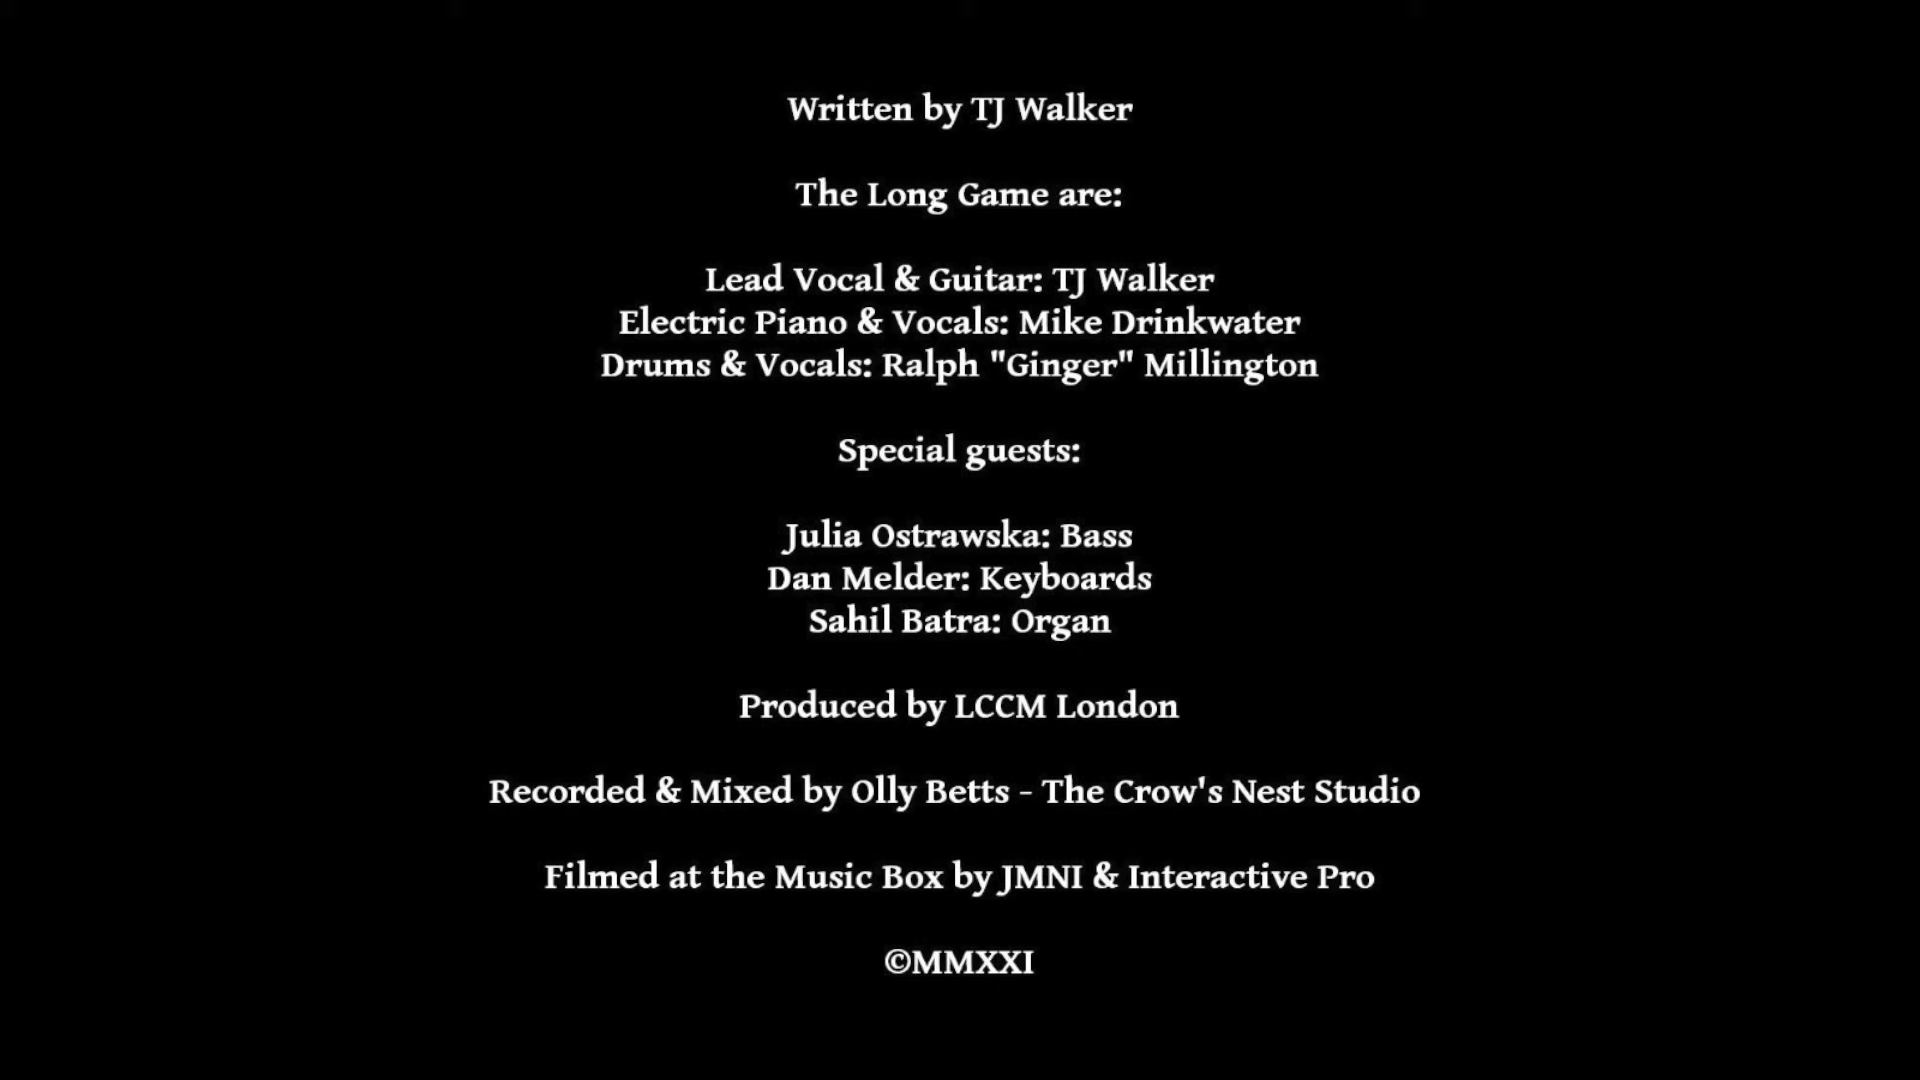 Written by TJ Walker
The Long Game are:
Lead Vocal & Guitar: TJ Walker
Electric Piano & Vocals: Mike Drinkwater
Drums & Vocals: Ralph "Ginger" Millington
Special guests:
Julia Ostrawska: Bass
Dan Melder: Keyboards
Sahil Batra: Organ
Produced by LCCM London
Recorded & Mixed by Olly Betts - The Crow's Nest Studio
Filmed at the Music Box by JMNI & Interactive Pro
©MMXXI